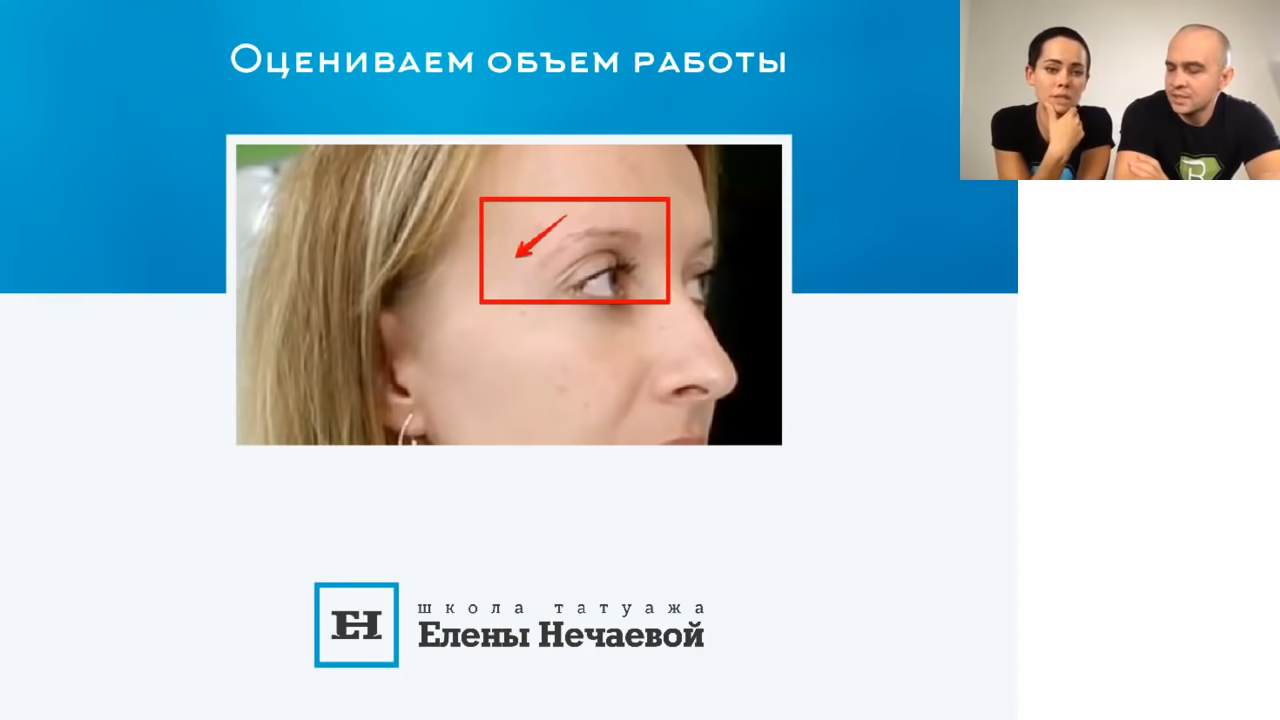 Оцениваем объем работы
ЕН
школа татуажа
Елены Нечаевой